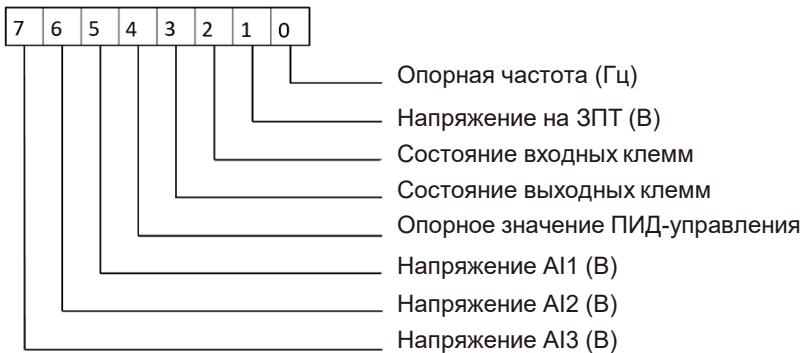 7 6 5 4 3 2 1 0
Опорная частота (Гц)
Напряжение на ЗПТ (В)
Состояние входных клемм
Состояние выходных клемм
Опорное значение ПИД-управления
Напряжение AI1 (В)
Напряжение AI2 (В)
Напряжение AI3 (В)